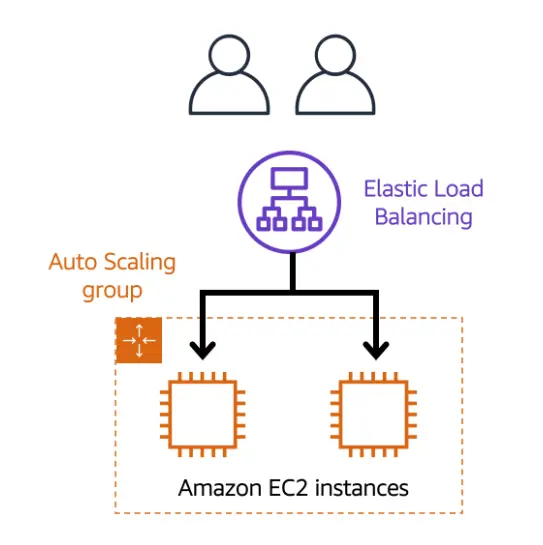 Elastic Load
Balancing
Auto Scaling
group
Amazon EC2 instances